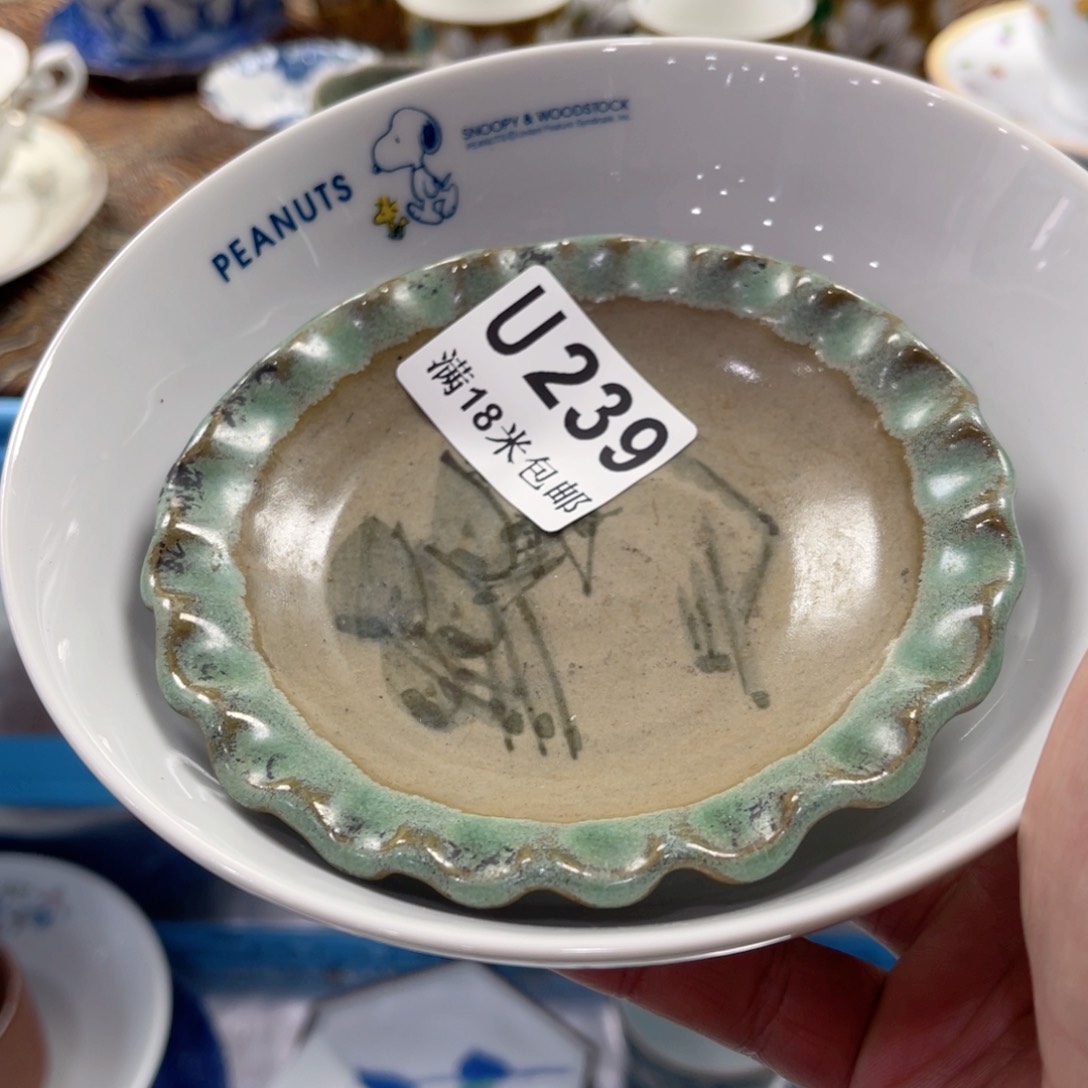 PEANUTS
SNOOPY & WOODSTOCK
U239
满18米包邮